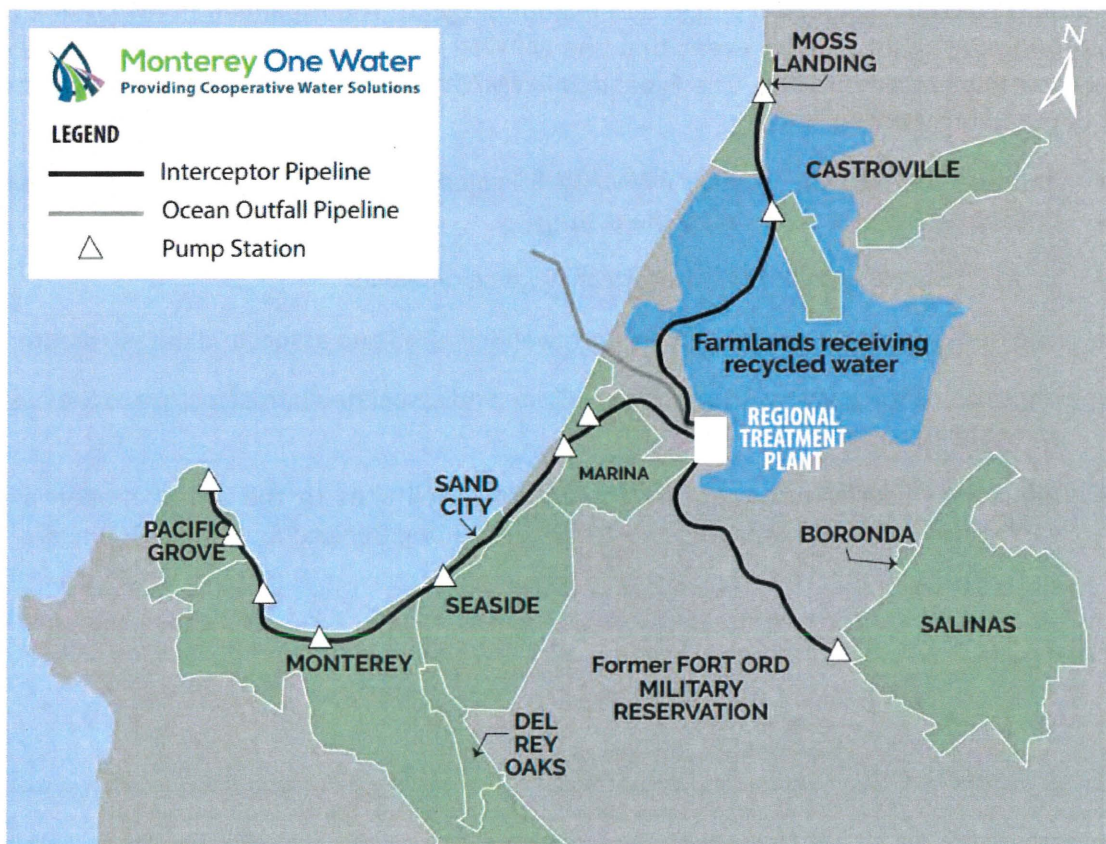 Monterey One Water
Providing Cooperative Water Solutions
LEGEND
Interceptor Pipeline
Ocean Outfall Pipeline
Pump Station
N
MOSS
LANDING
CASTROVILLE
Farmlands receiving
recycled water
REGIONAL
TREATMENT
PLANT
MARINA
SAND
CITY
PACIFIC
GROVE
SEASIDE
MONTEREY
BORONDA
SALINAS
Former FORT ORD
MILITARY
RESERVATION
DEL
REY
OAKS